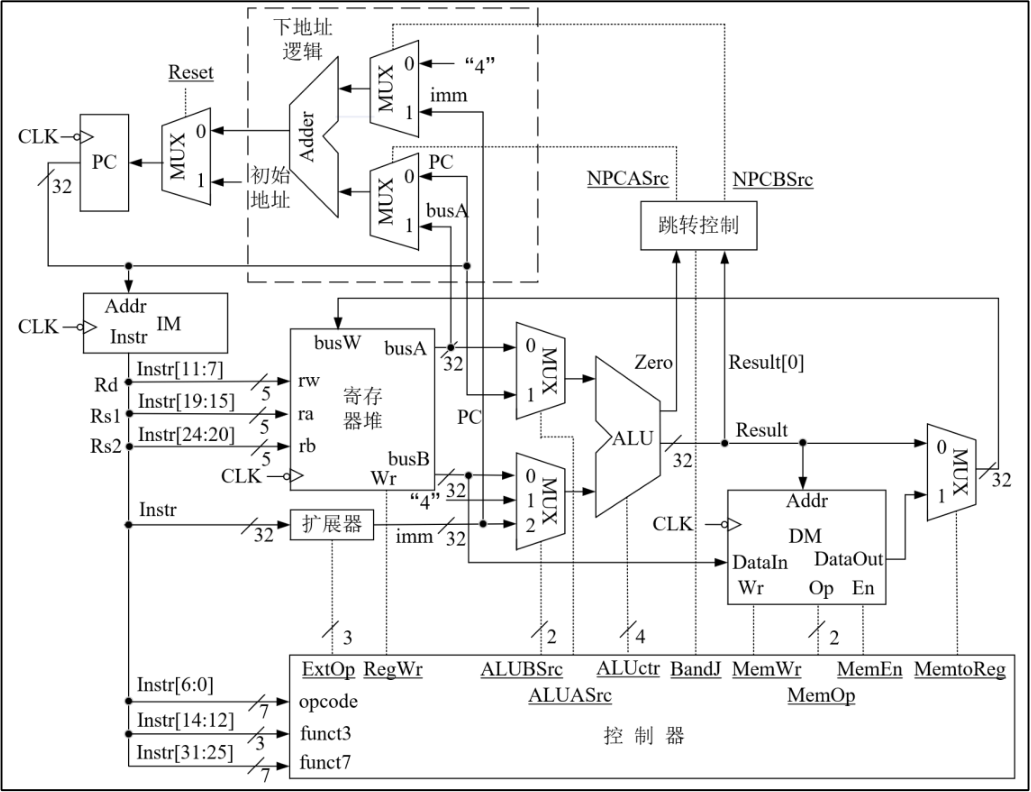 下地址
逻辑
MUX
0
“4”
imm
1
Reset
CLK
PC
32
MUX
0
1
初始
地址
Adder
PC
MUX
0
busA
1
NPCASrc
NPCBSrc
跳转控制
CLK
Addr
IM
Instr
busW
busA
32
0
MUX
1
PC
Zero
Result[0]
Rd
Instr[11:7]
5
rw
Rs1
Instr[19:15]
5
ra
Rs2
Instr[24:20]
5
rb
寄存
器堆
CLK
Wr
busB
32
“4”
0
1
2
MUX
ALU
32
Result
0
MUX
1
32
Instr
32
扩展器
imm
32
CLK
Addr
DM
DataIn
DataOut
Wr
Op
En
3
2
4
2
ExtOp
RegWr
ALUBSrc
ALUASrc
ALUctr
BandJ
MemWr
MemOp
MemEn
MemtoReg
Instr[6:0]
7
opcode
Instr[14:12]
3
funct3
Instr[31:25]
7
funct7
控 制 器